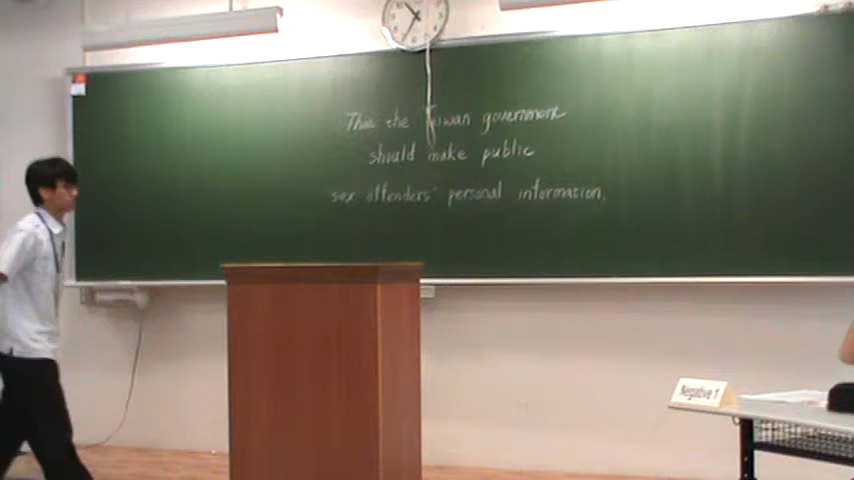 That the Taiwan government
should make public
sex offenders' personal information.
Negative 1